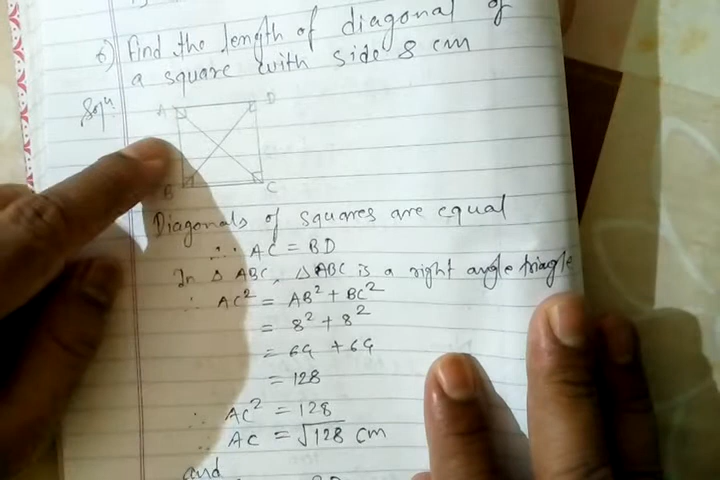 6) Find the length of diagonal of
a square with side 8 cm
Soln.
A D
B C
Diagonals of squares are equal
∴ AC = BD
In △ ABC, △ABC is a right angle triagle
∴ AC² = AB² + BC²
= 8² + 8²
= 64 + 64
= 128
∴ AC² = 128
∴ AC = √128 cm
and